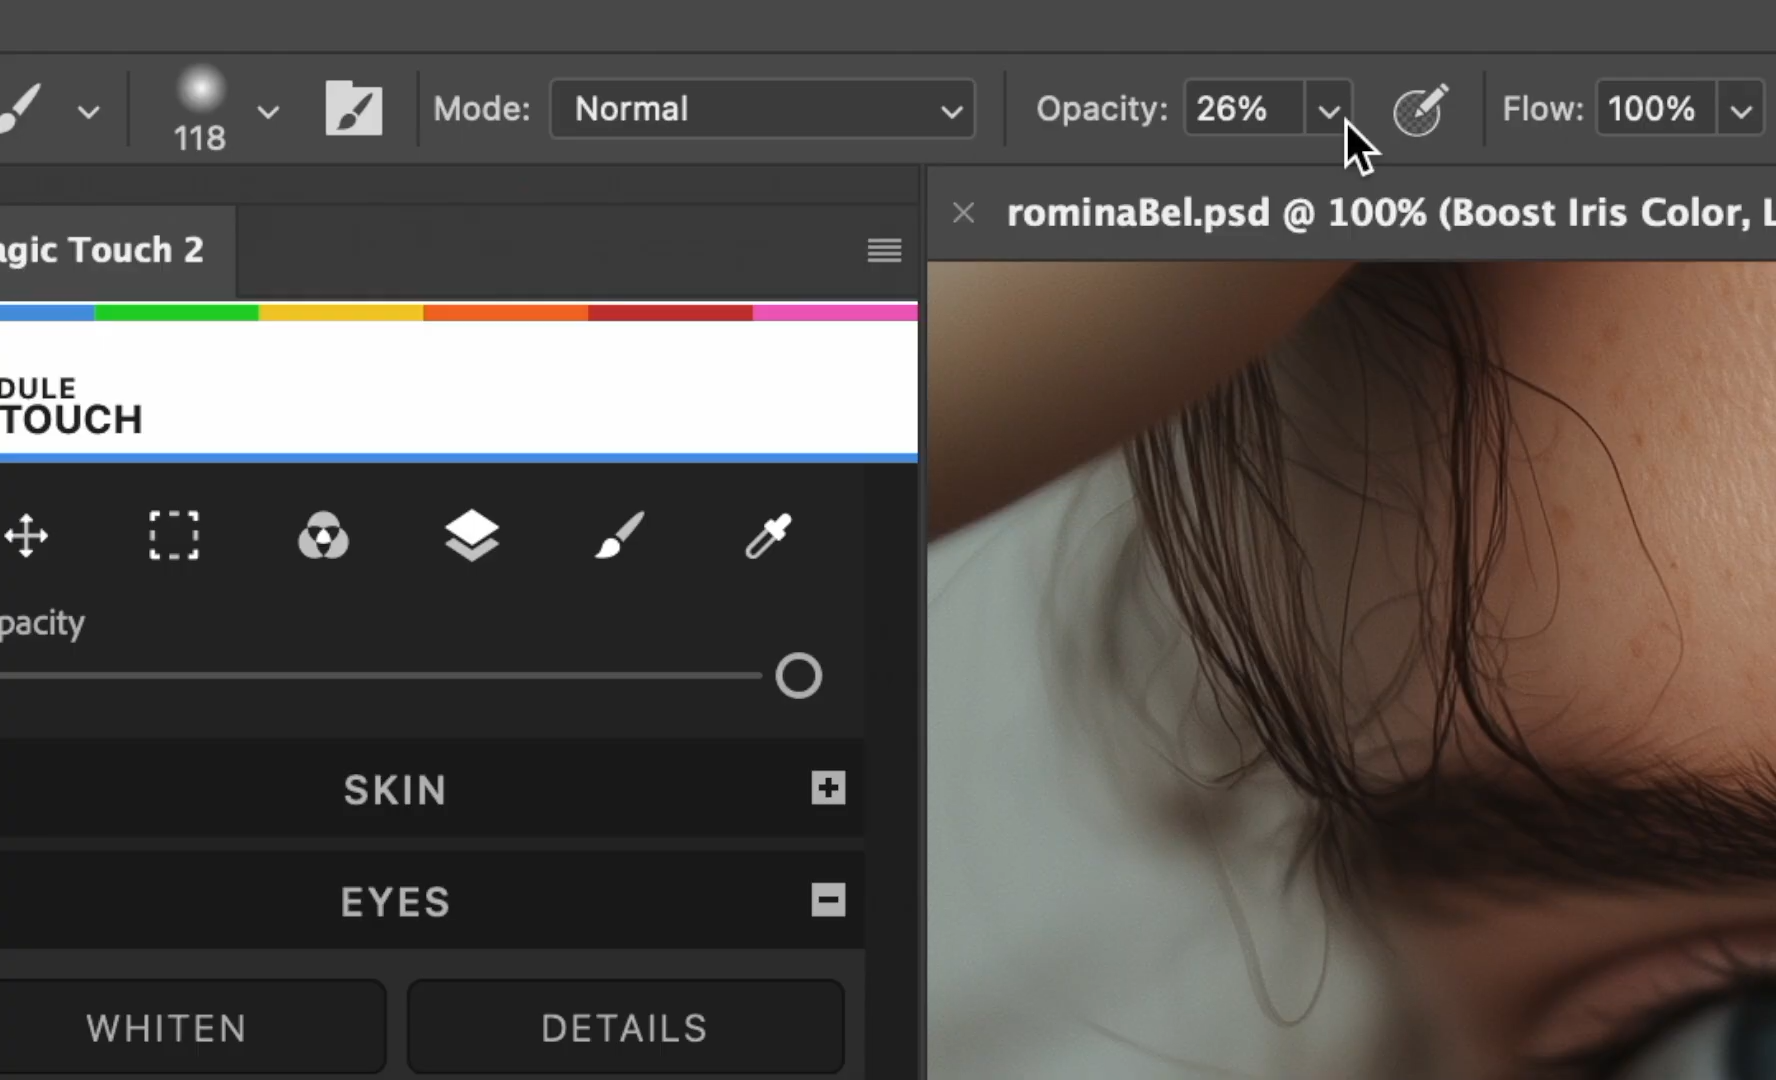 118
Mode: Normal
Opacity: 26%
Flow: 100%
agic Touch 2
rominaBel.psd @ 100% (Boost Iris Color, L
DULE
TOUCH
pacity
SKIN
EYES
WHITEN
DETAILS